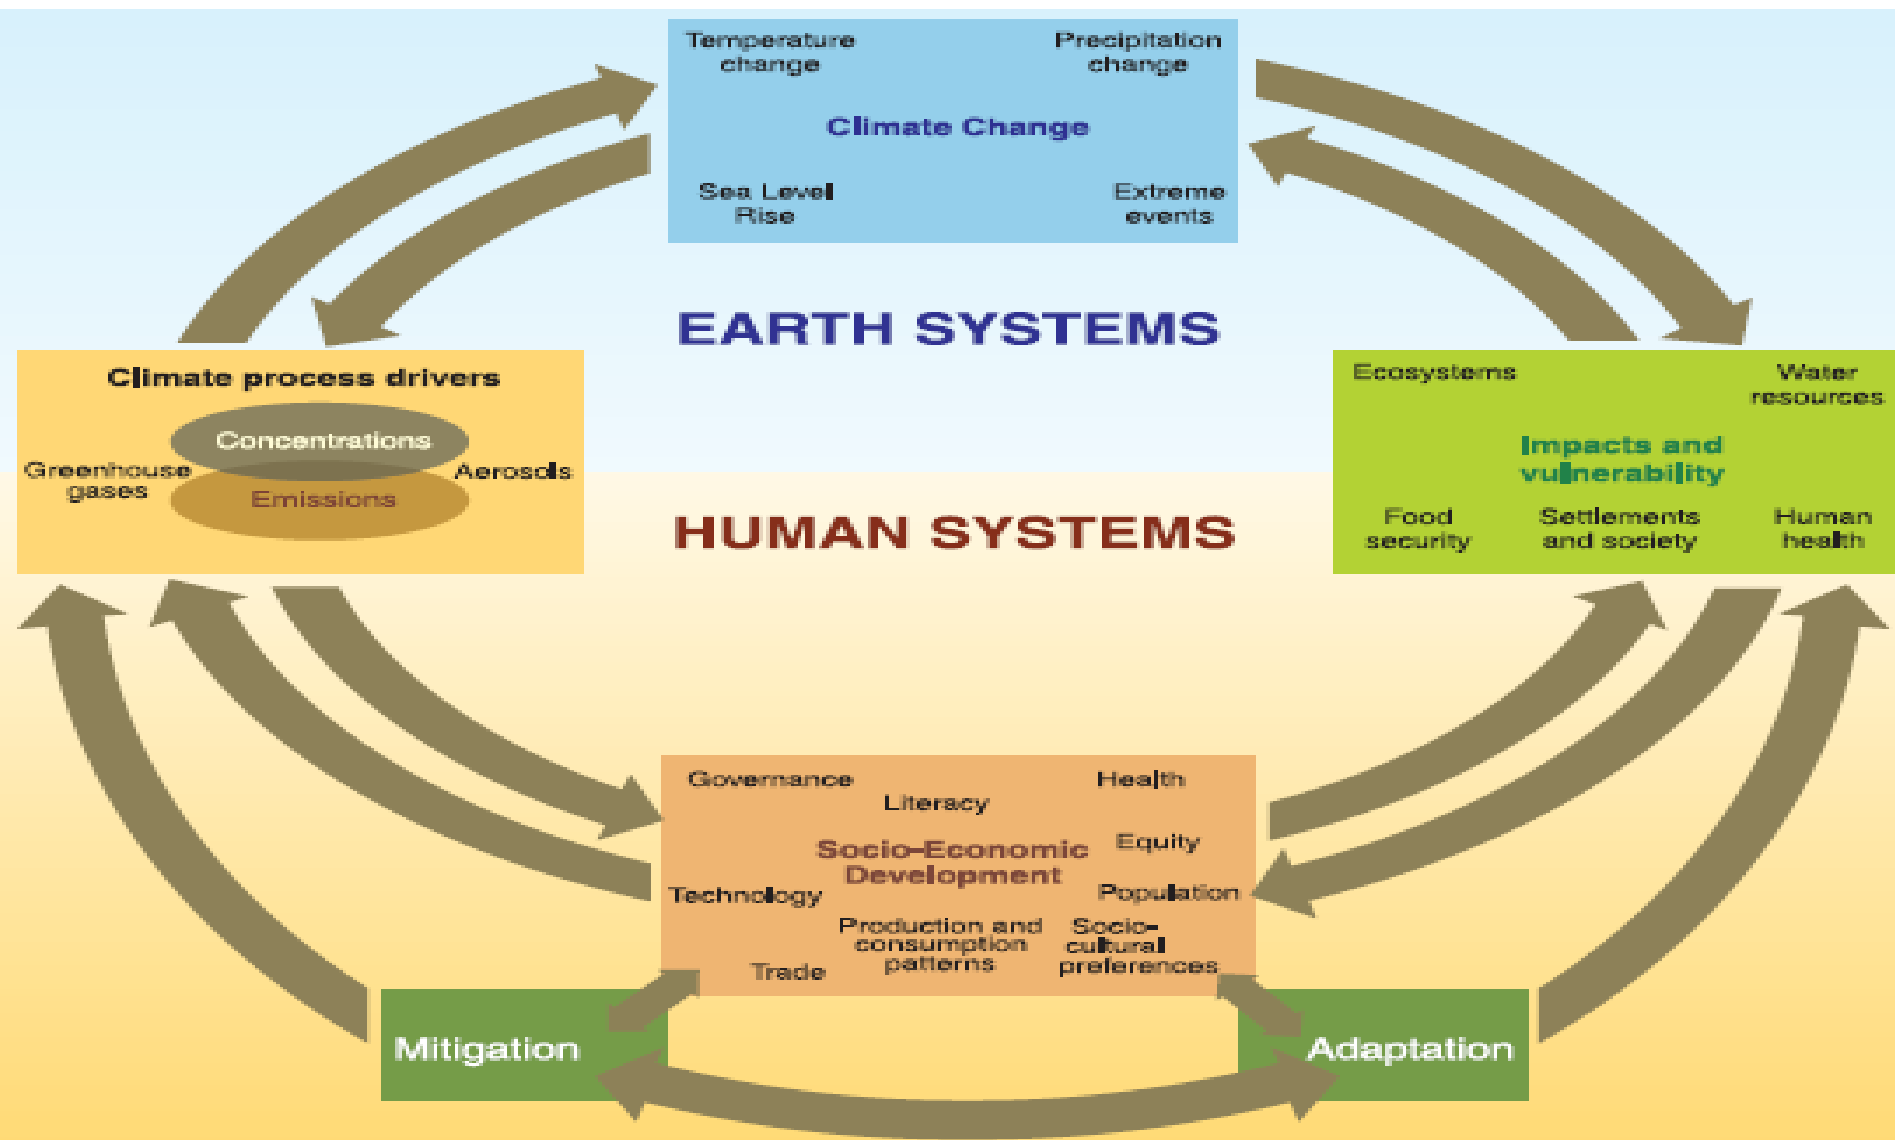 Temperature
change
Precipitation
change
Climate Change
Sea Level
Rise
Extreme
events
EARTH SYSTEMS
Climate process drivers
Concentrations
Greenhouse
gases
Aerosols
Emissions
Ecosystems
Water
resources
Impacts and
vulnerability
Food
security
Settlements
and society
Human
health
HUMAN SYSTEMS
Governance
Literacy
Health
Socio-Economic
Development
Equity
Technology
Population
Production and
consumption
patterns
Socio-
cultural
preferences
Trade
Mitigation
Adaptation